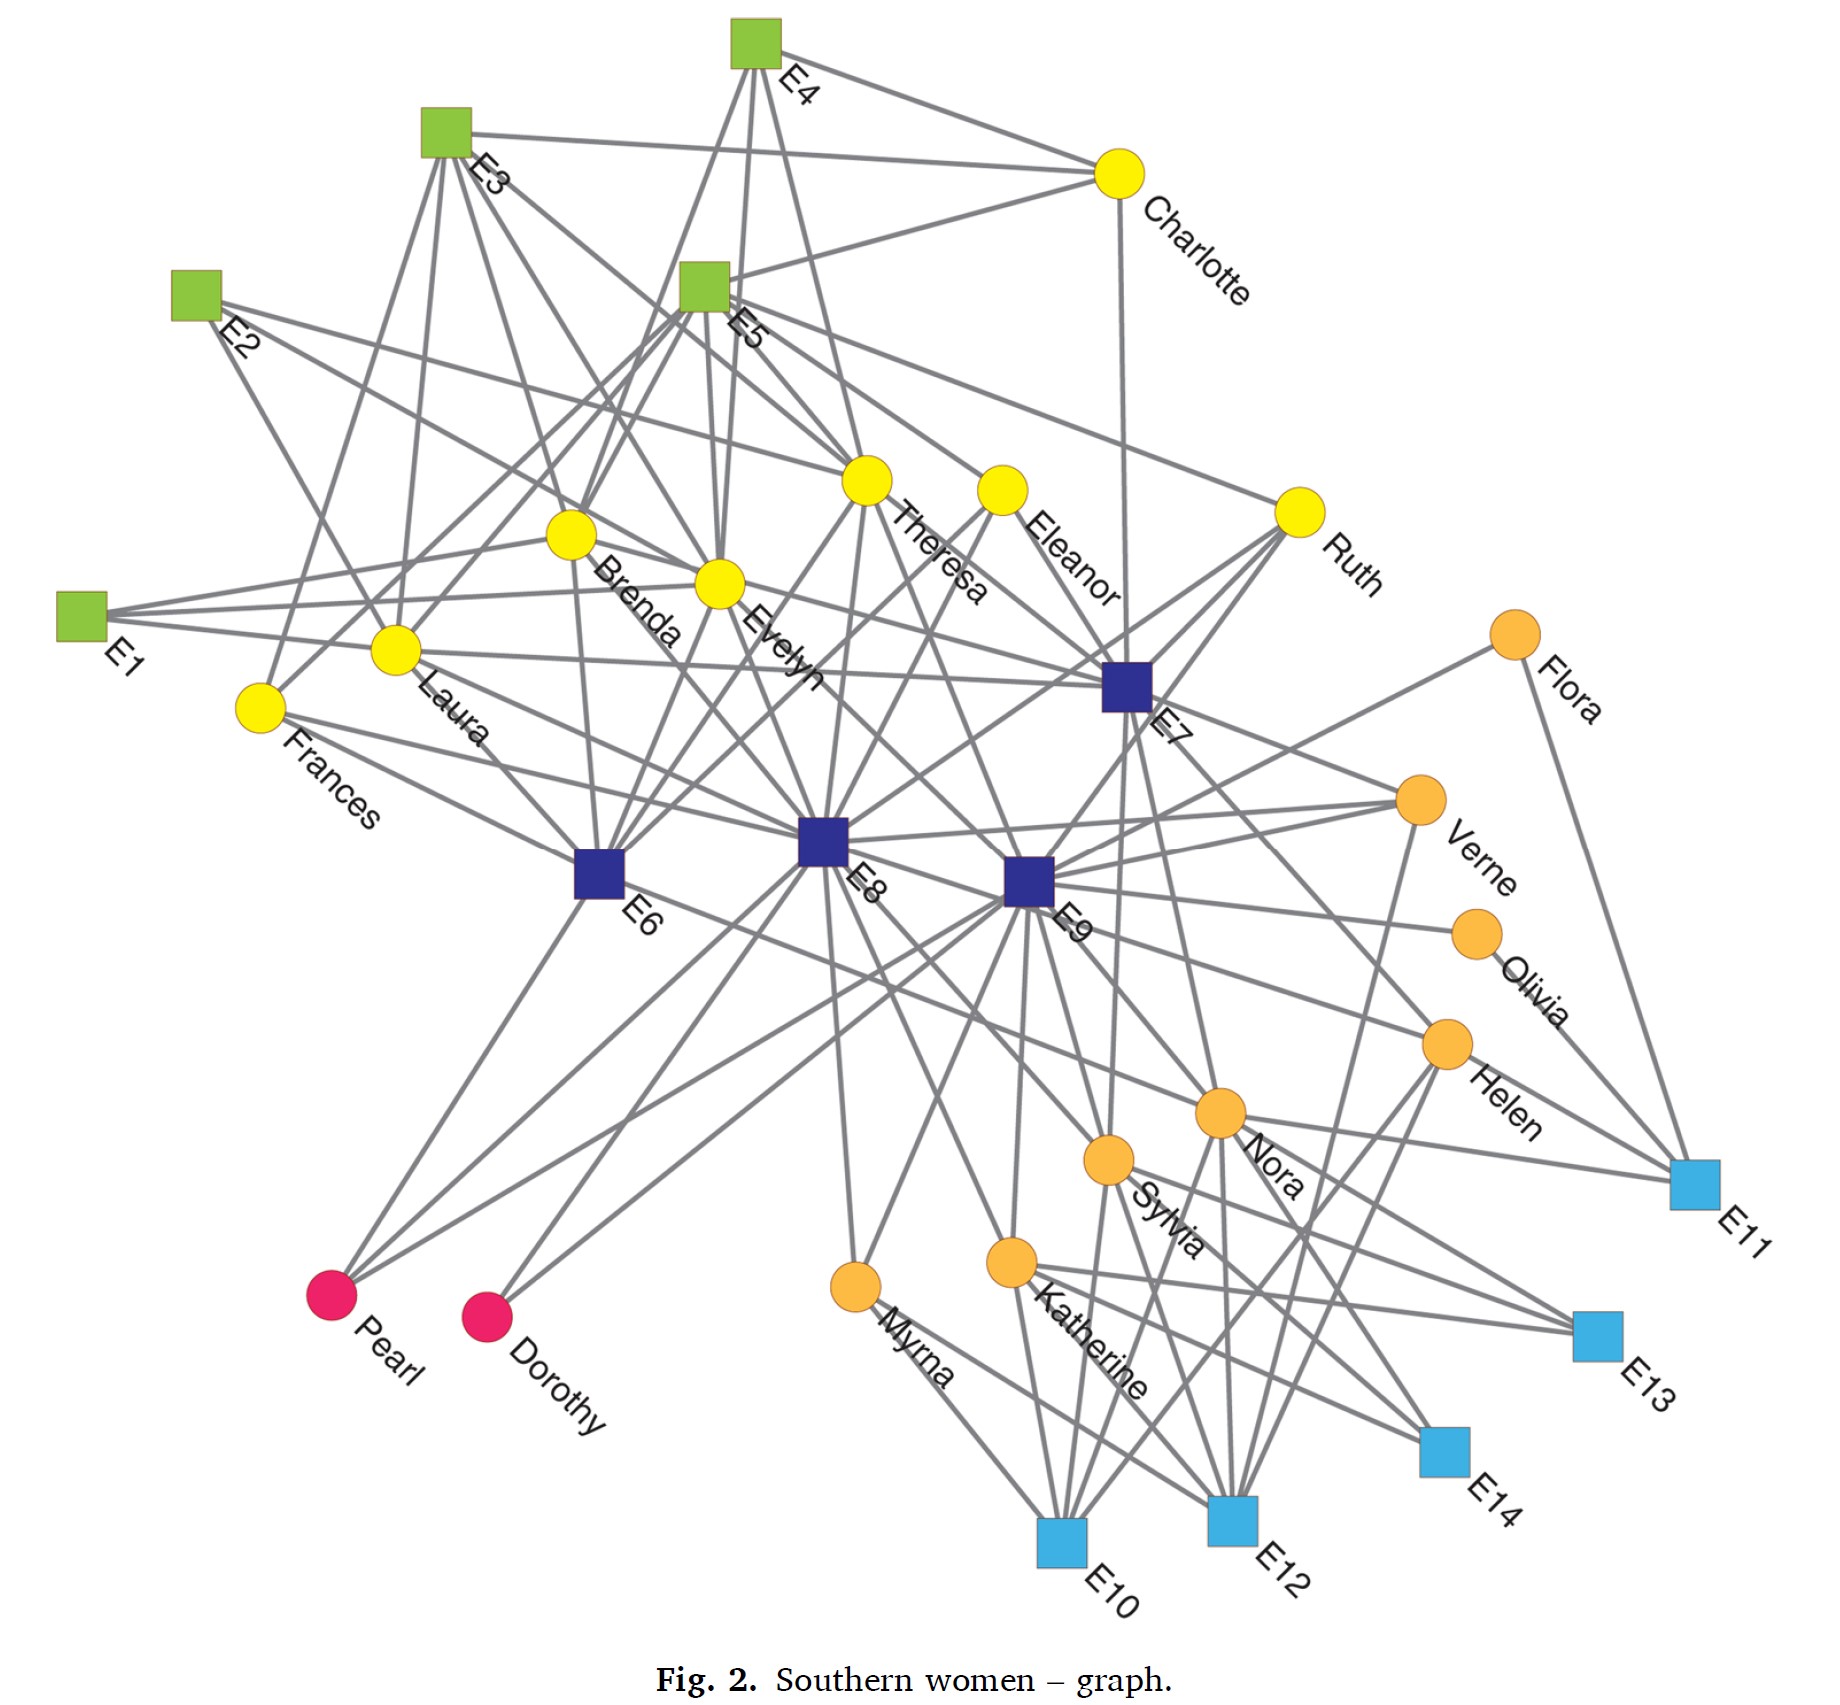 E4
E3
Charlotte
E2
E5
Theresa
Eleanor
Ruth
Brenda
Evelyn
E1
Laura
Flora
Frances
E7
Verne
E8
E6
E9
Olivia
Helen
Nora
Sylvia
E11
Pearl
Dorothy
Myrna
Katherine
E13
E14
E12
E10
Fig. 2. Southern women – graph.